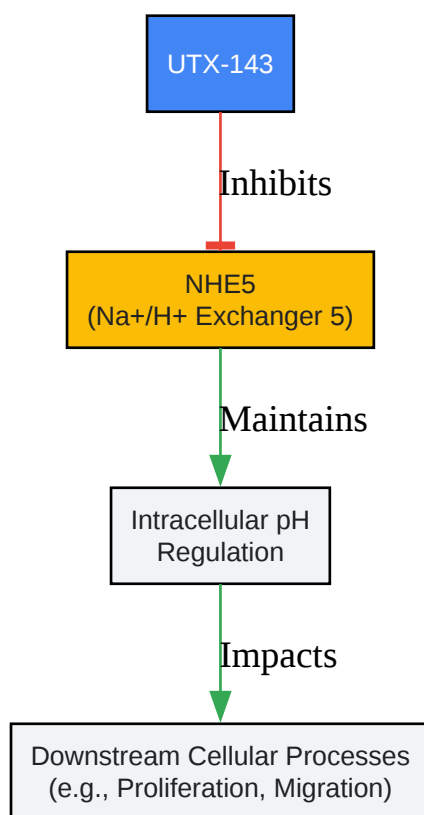 UTX-143
Inhibits
NHE5
(Na+/H+ Exchanger 5)
Maintains
Intracellular pH
Regulation
Impacts
Downstream Cellular Processes
(e.g., Proliferation, Migration)